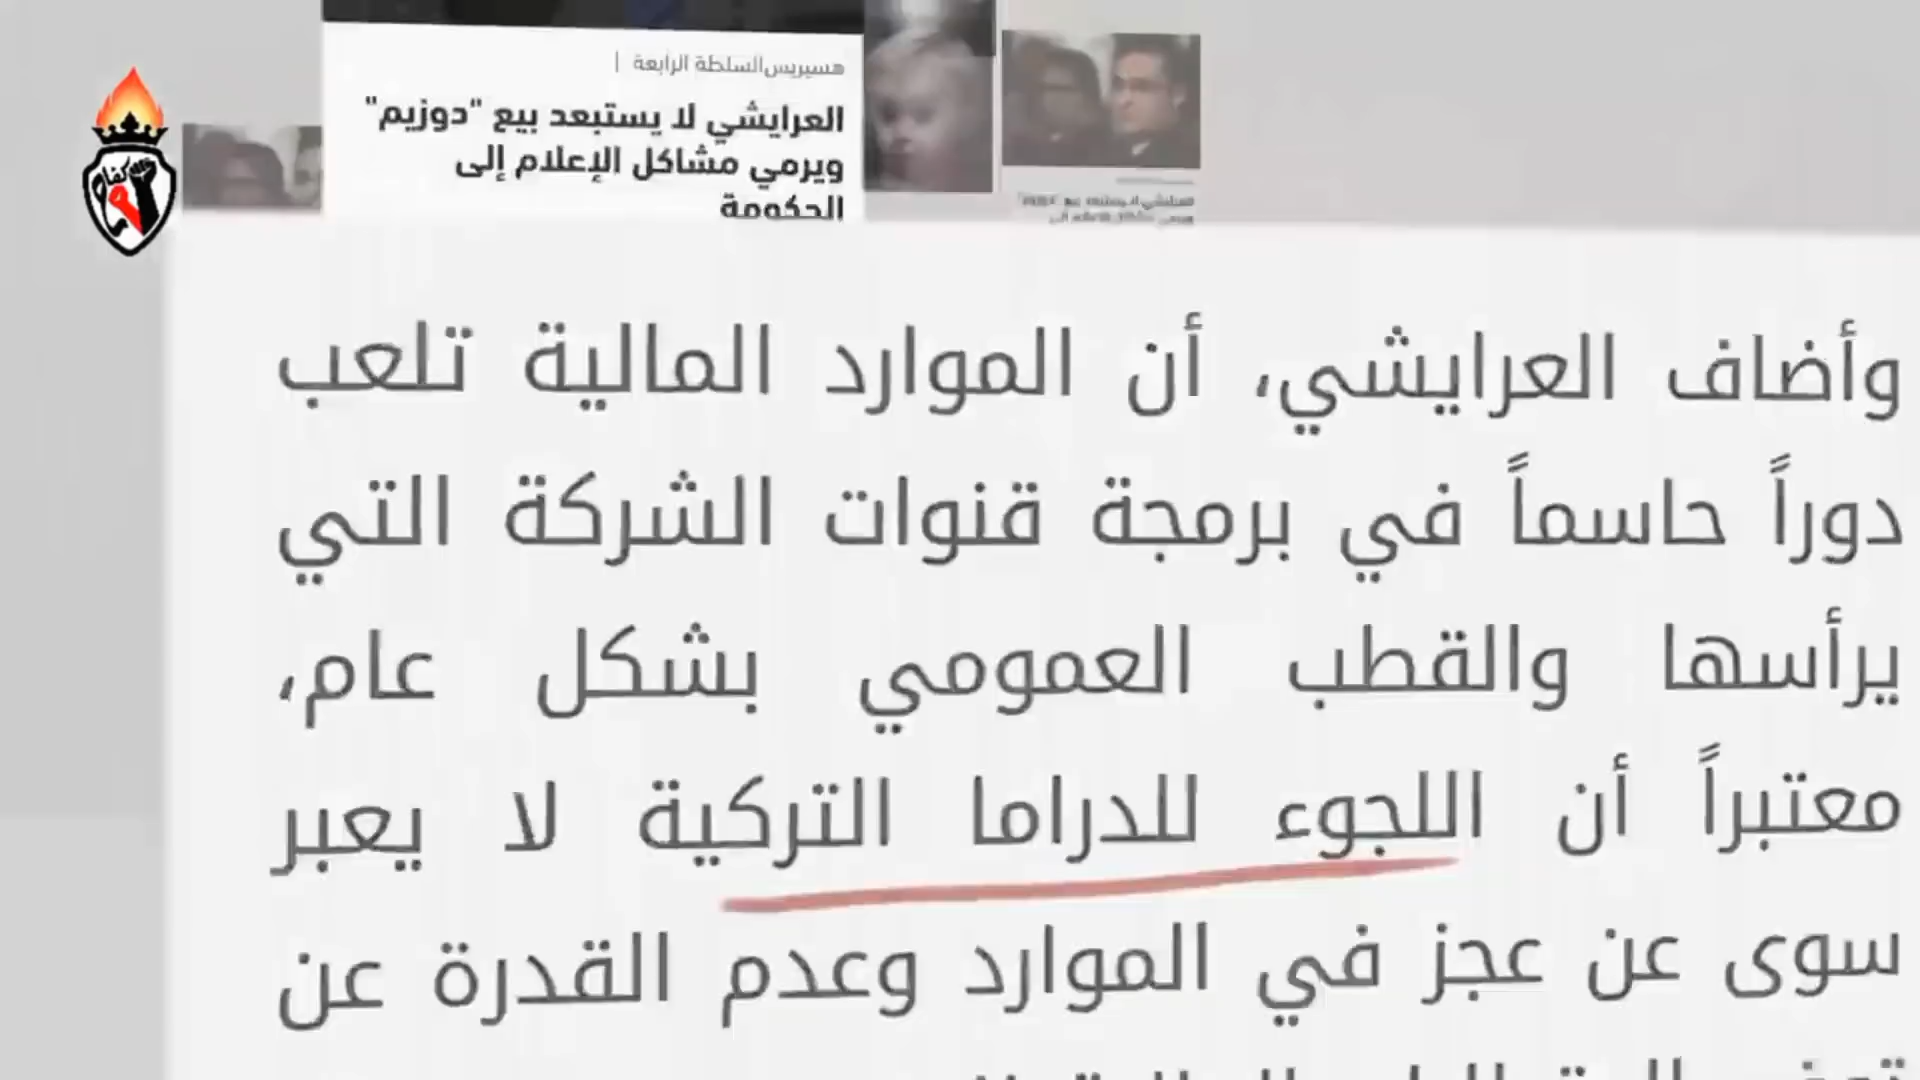 هسبريس السلطة الرابعة |
العرايشي لا يستبعد بيع "دوزيم"
ويرمي مشاكل الإعلام إلى
الحكومة
وأضاف العرايشي، أن الموارد المالية تلعب
دوراً حاسماً في برمجة قنوات الشركة التي
يرأسها والقطب العمومي بشكل عام،
معتبراً أن اللجوء للدراما التركية لا يعبر
سوى عن عجز في الموارد وعدم القدرة عن